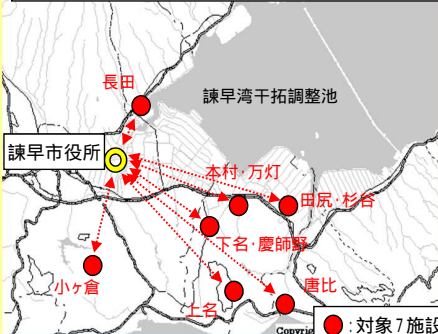 長田
諫早湾干拓調整池
諫早市役所
本村・万灯
田尻・杉谷
下名・慶師野
小ヶ倉
唐比
上名
Copyrig
:対象7施設